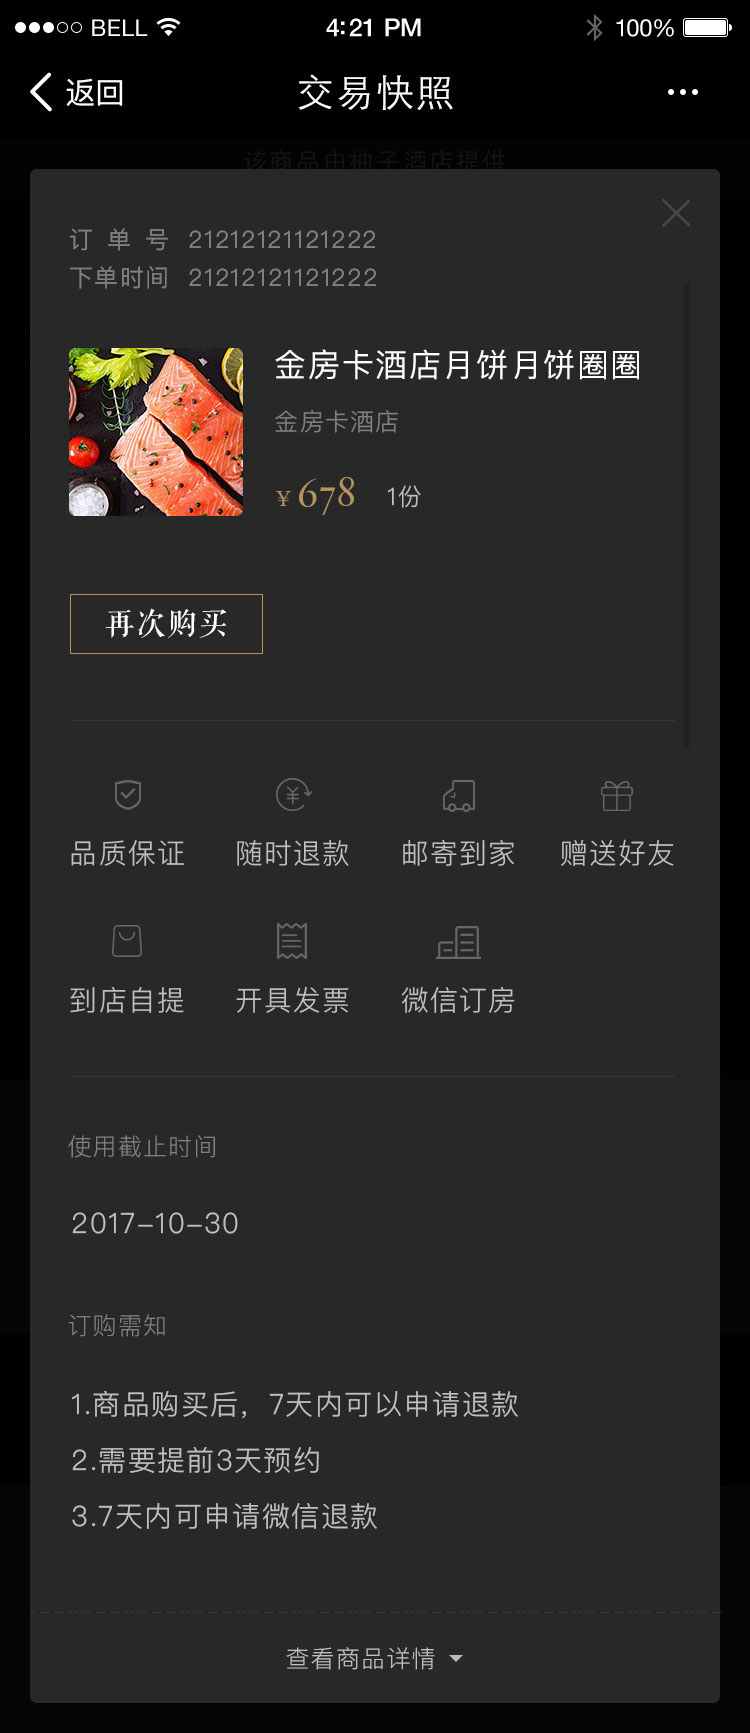 BELL 4:21 PM 100%
返回 交易快照
该商品由柚子酒店提供
订单号 21212121121222
下单时间 21212121121222
金房卡酒店月饼月饼圈圈
金房卡酒店
¥678 1份
再次购买
品质保证 随时退款 邮寄到家 赠送好友
到店自提 开具发票 微信订房
使用截止时间
2017-10-30
订购需知
1.商品购买后，7天内可以申请退款
2.需要提前3天预约
3.7天内可申请微信退款
查看商品详情